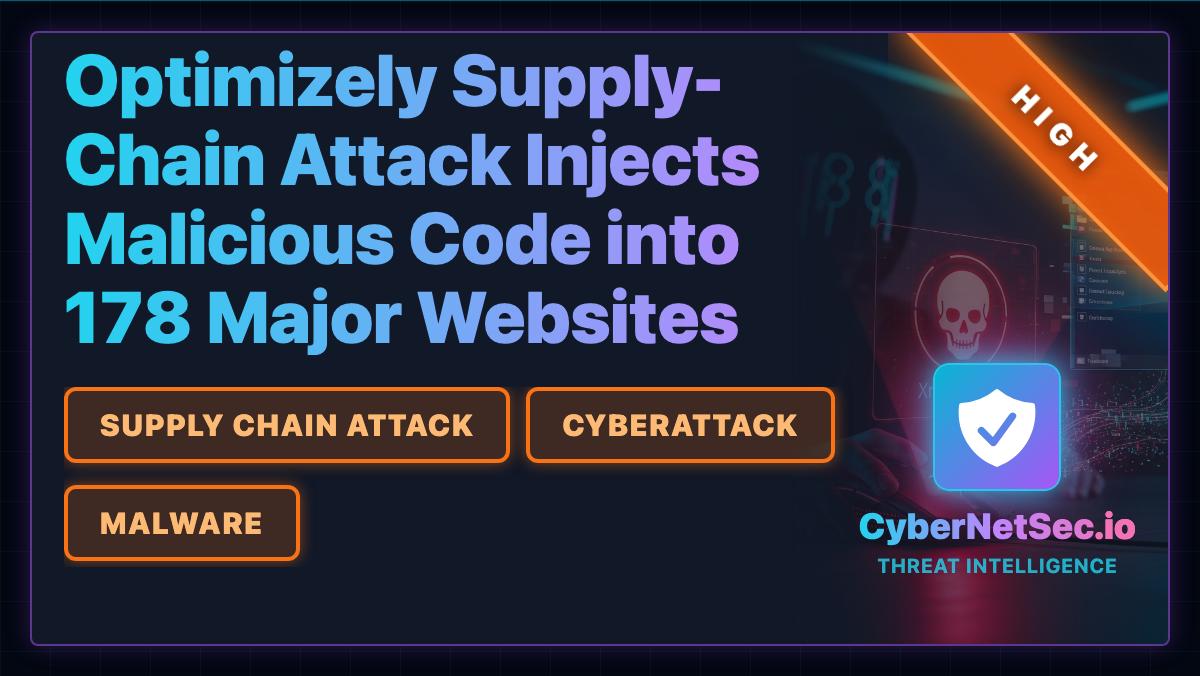 Optimizely Supply-
Chain Attack Injects
Malicious Code into
178 Major Websites
HIGH
SUPPLY CHAIN ATTACK
CYBERATTACK
MALWARE
CyberNetSec.io
THREAT INTELLIGENCE